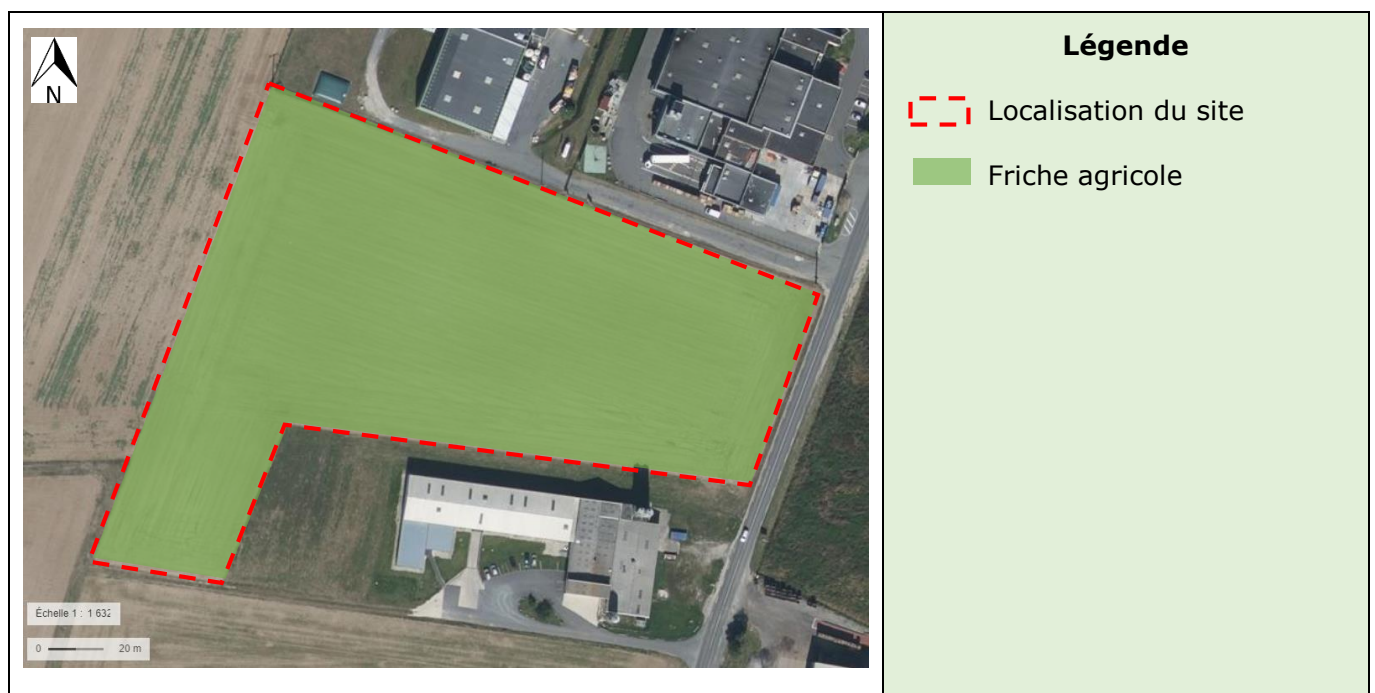 N
Échelle 1 : 1 632
0 20 m
Légende
Localisation du site
Friche agricole